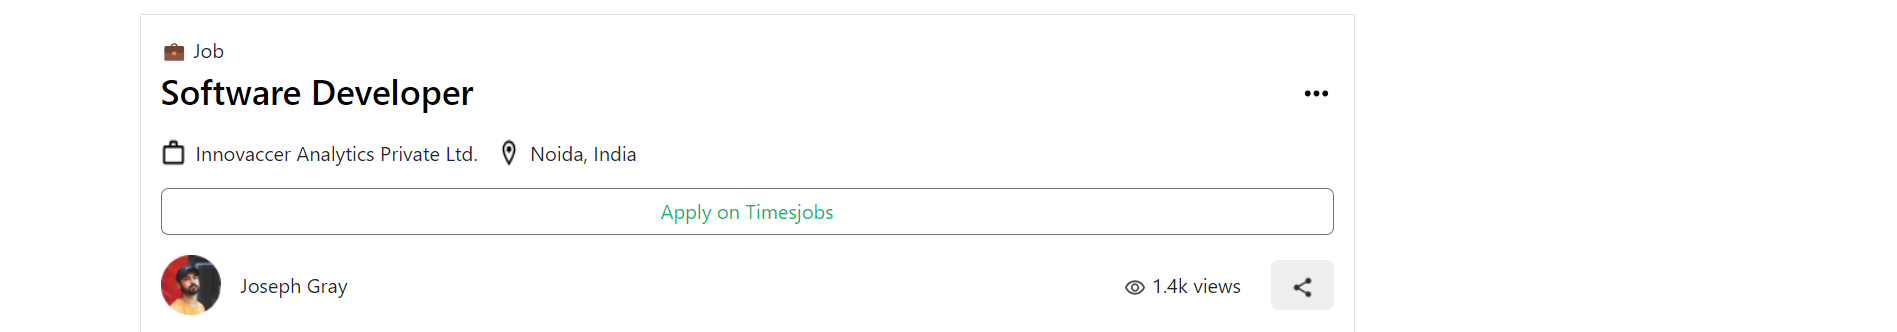 Job
Software Developer
Innovaccer Analytics Private Ltd. Noida, India
Apply on Timesjobs
Joseph Gray 1.4k views